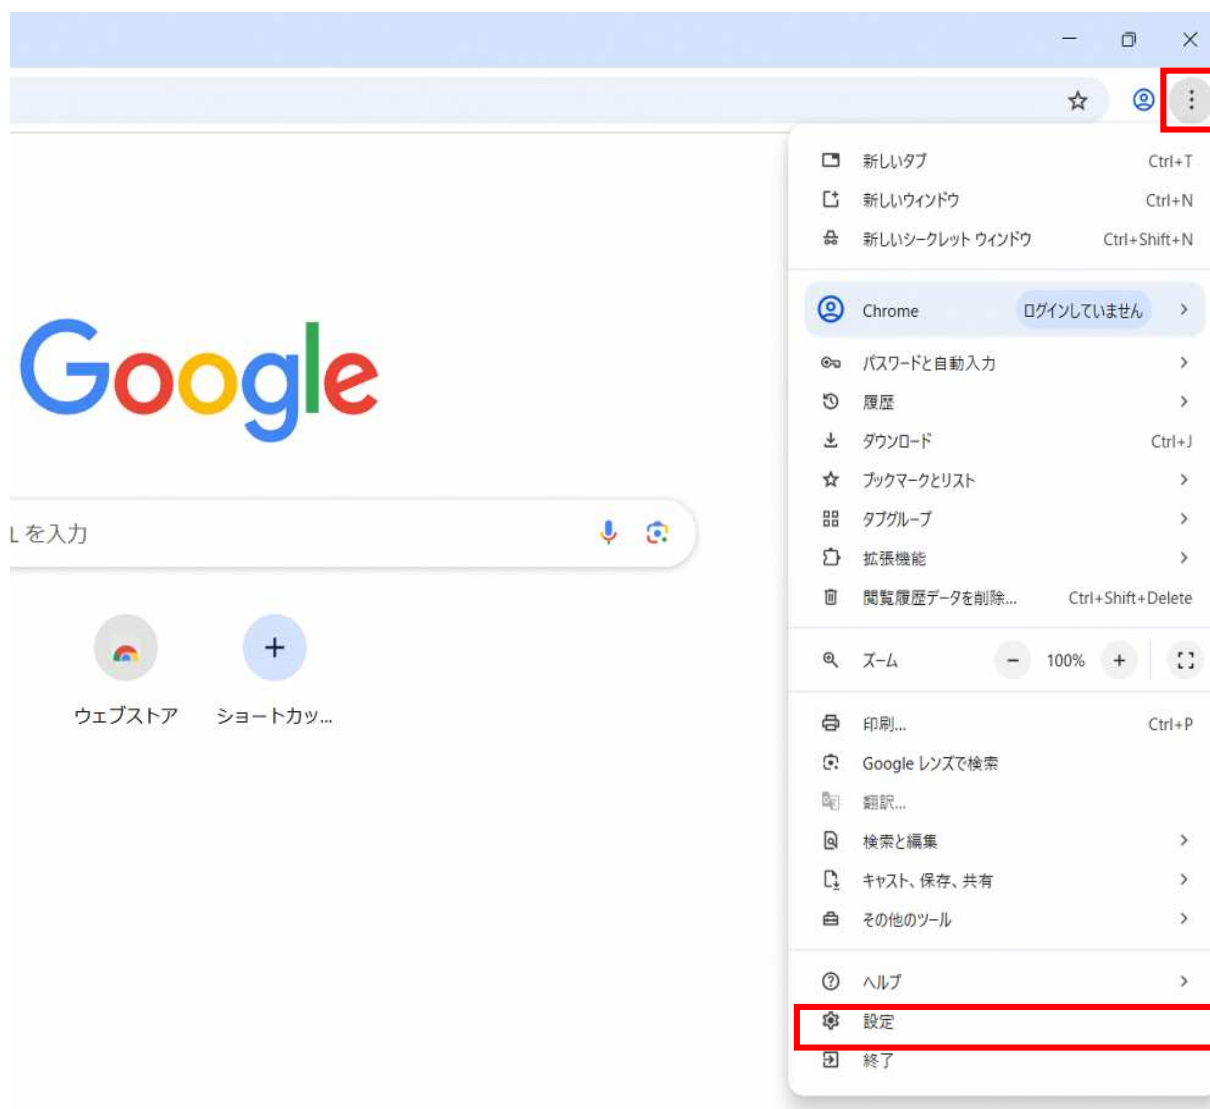 新しいタブ Ctrl+T
新しいウィンドウ Ctrl+N
新しいシークレット ウィンドウ Ctrl+Shift+N
Chrome ログインしていません
パスワードと自動入力
履歴
ダウンロード Ctrl+J
ブックマークとリスト
タブグループ
拡張機能
閲覧履歴データを削除... Ctrl+Shift+Delete
ズーム - 100% +
印刷... Ctrl+P
Google レンズで検索
翻訳...
検索と編集
キャスト、保存、共有
その他のツール
ヘルプ
設定
終了
Google
L を入力
ウェブストア ショートカッ...